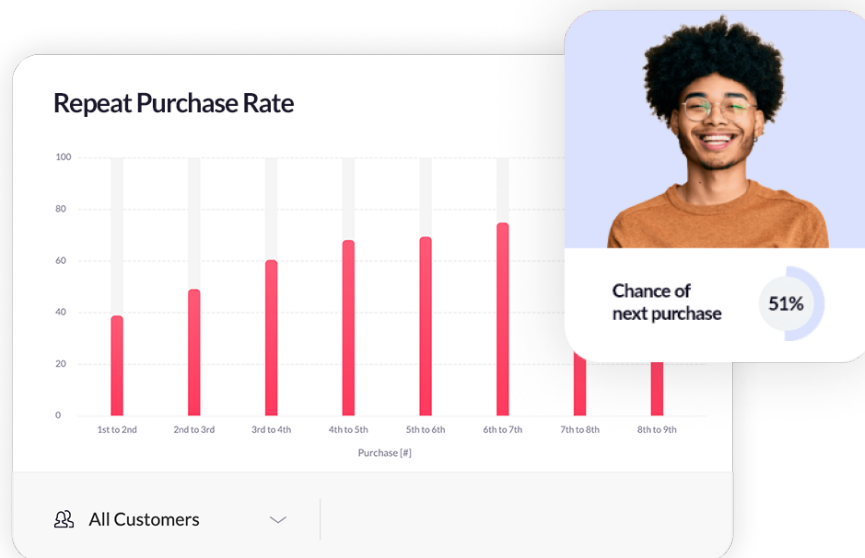 Repeat Purchase Rate
100
80
60
40
20
0
1st to 2nd
2nd to 3rd
3rd to 4th
4th to 5th
5th to 6th
6th to 7th
7th to 8th
8th to 9th
Purchase [#]
All Customers
Chance of
next purchase
51%